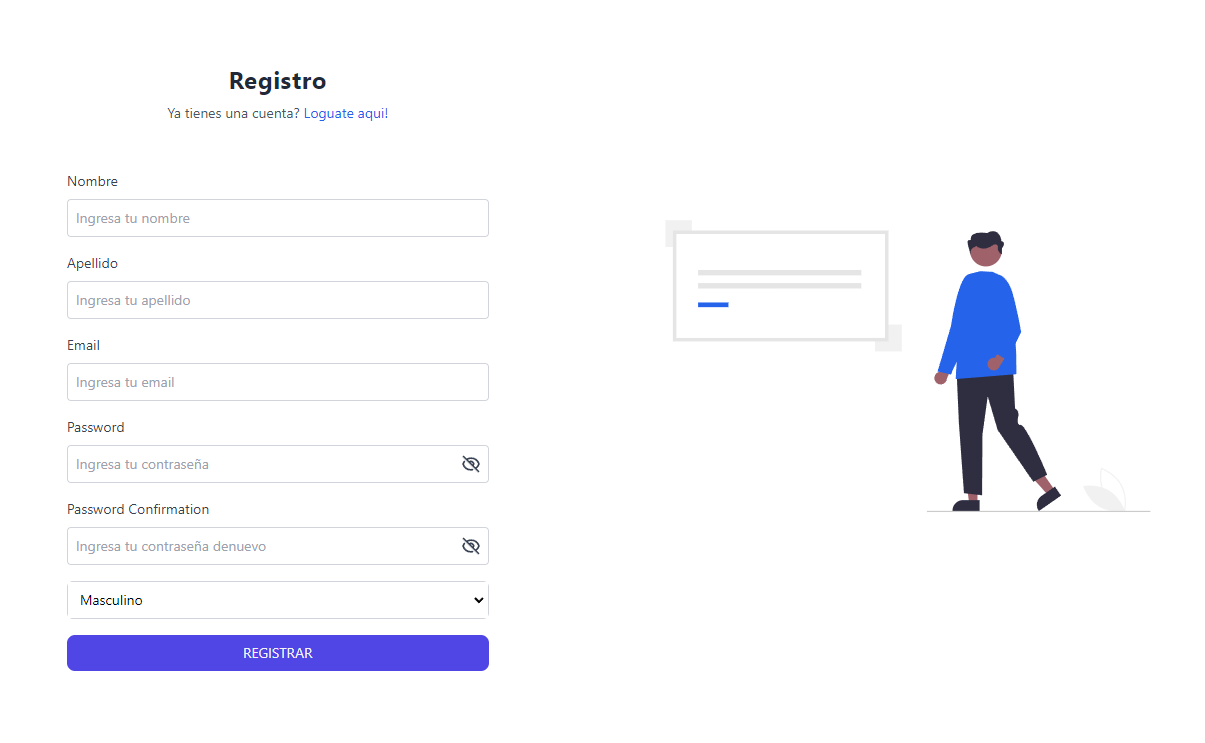 Registro
Ya tienes una cuenta? Loguate aqui!
Nombre
Ingresa tu nombre
Apellido
Ingresa tu apellido
Email
Ingresa tu email
Password
Ingresa tu contraseña
Password Confirmation
Ingresa tu contraseña denuevo
Masculino
REGISTRAR